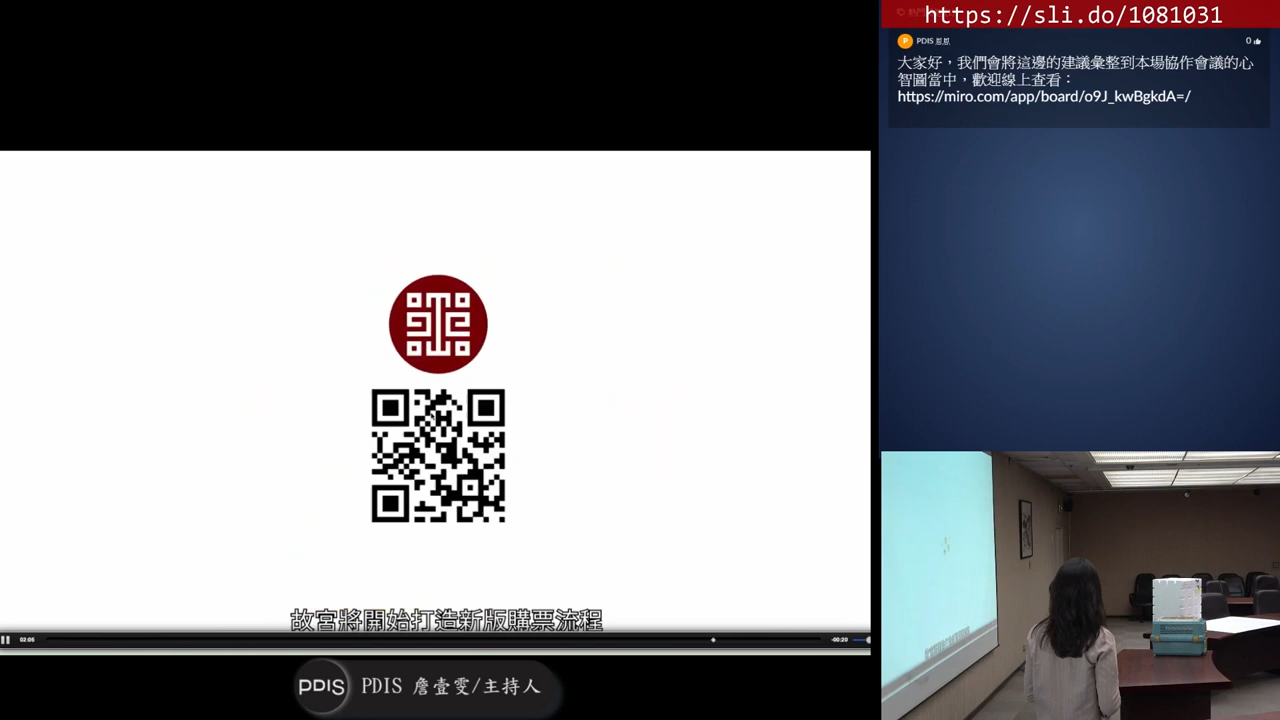 故宮將開始打造新版購票流程
02:06
-00:20
PDIS
PDIS 詹壹雯/主持人
https://sli.do/1081031
P
PDIS 彭彭
0
大家好，我們會將這邊的建議彙整到本場協作會議的心
智圖當中，歡迎線上查看：
https://miro.com/app/board/o9J_kwBgkdA=/